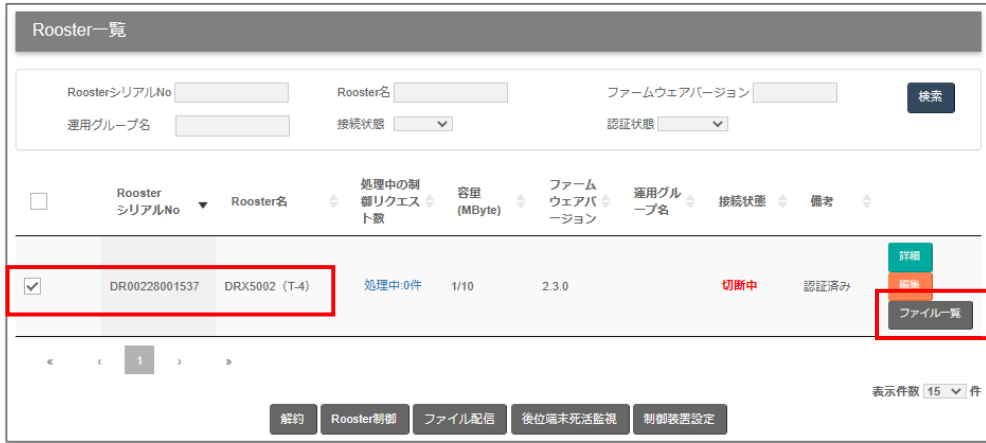 Rooster一覧
RoosterシリアルNo Rooster名 ファームウェアバージョン 検索
運用グループ名 接続状態 認証状態
Rooster
シリアルNo
Rooster名
処理中の制
御リクエス
ト数
容量
(MByte)
ファーム
ウェアバ
ージョン
運用グル
ープ名
接続状態
備考
DR00228001537 DRX5002（T-4） 処理中:0件 1/10 2.3.0 切断中 認証済み
詳細
編集
ファイル一覧
« ‹ 1 › »
表示件数 15 件
解約 Rooster制御 ファイル配信 後位端末死活監視 制御装置設定